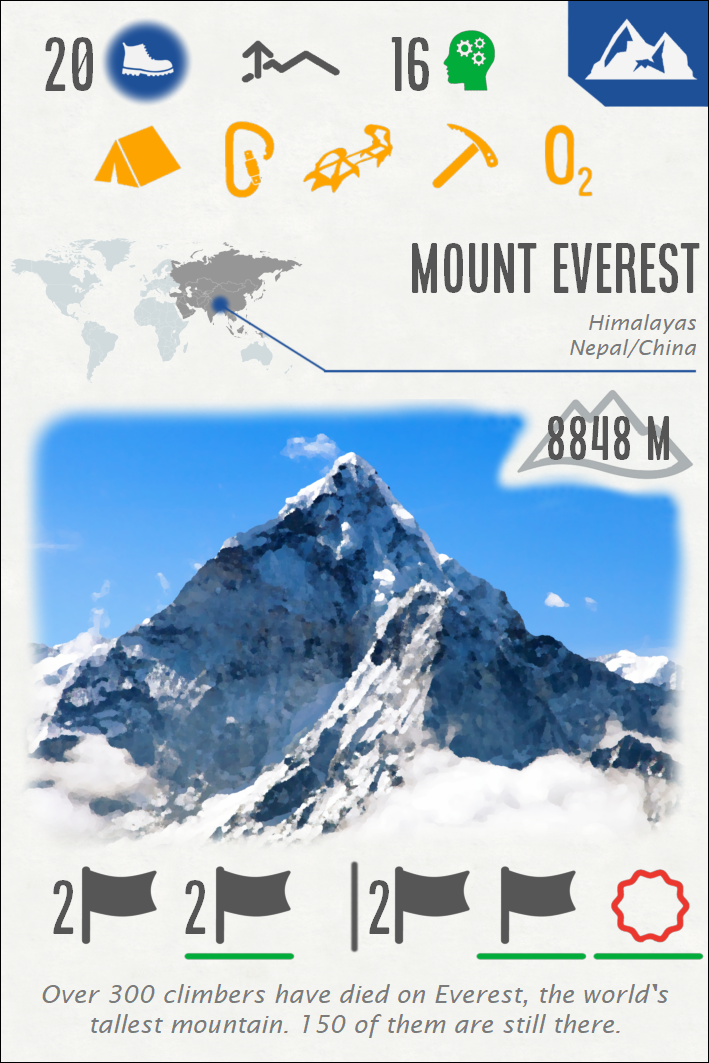 20 16
O2
MOUNT EVEREST
Himalayas
Nepal/China
8848 M
2 2 2
Over 300 climbers have died on Everest, the world's
tallest mountain. 150 of them are still there.